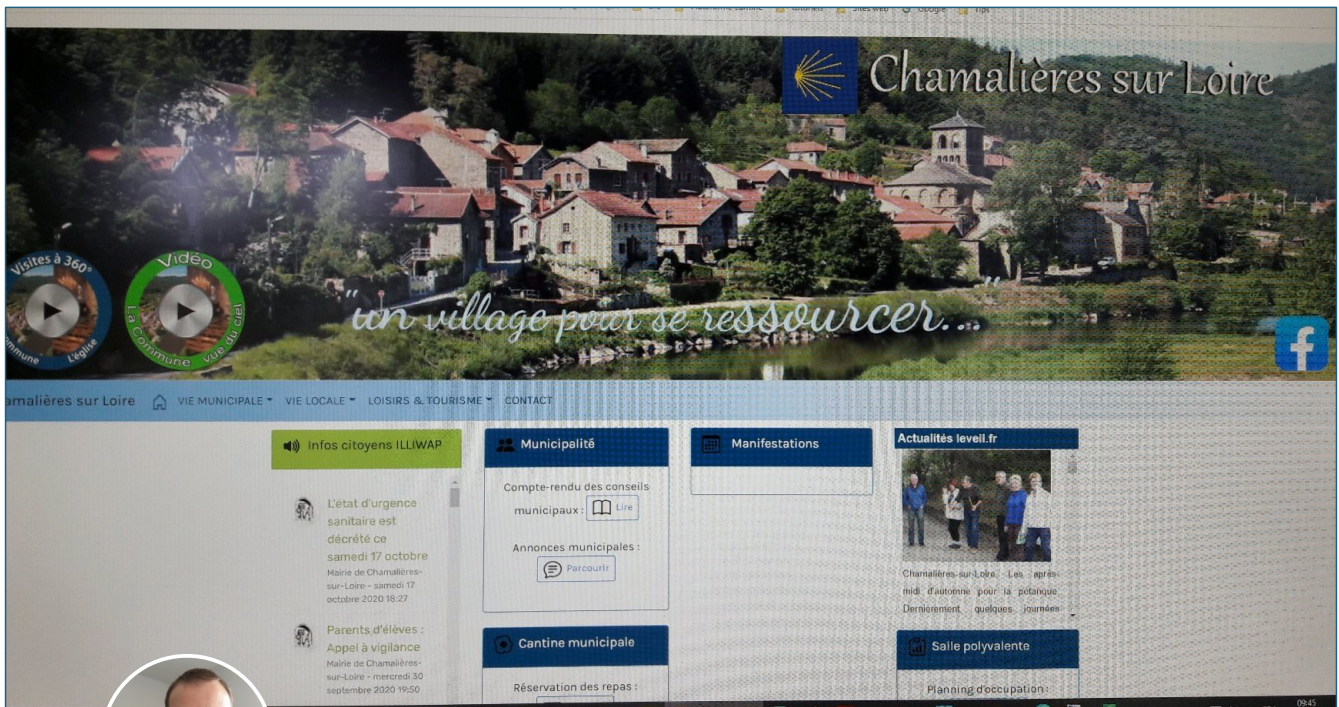 Google
Tips
Chamalières sur Loire
Visites à 360°
L'église
Vidéo
La Commune vue du ciel
"un village pour se ressourcer..."
f
amalières sur Loire
VIE MUNICIPALE
VIE LOCALE
LOISIRS & TOURISME
CONTACT
Infos citoyens ILLIWAP
L'état d'urgence
sanitaire est
décrété ce
samedi 17 octobre
Mairie de Chamalières-
sur-Loire - samedi 17
octobre 2020 18:27
Parents d'élèves :
Appel à vigilance
Mairie de Chamalières-
sur-Loire - mercredi 30
septembre 2020 19:50
Municipalité
Compte-rendu des conseils
municipaux : Lire
Annonces municipales :
Parcourir
Cantine municipale
Réservation des repas :
Manifestations
Actualités leveil.fr
Chamalières-sur-Loire. Les après-
midi d'automne pour la pétanque.
Dernièrement, quelques journées
Salle polyvalente
Planning d'occupation :
09:45